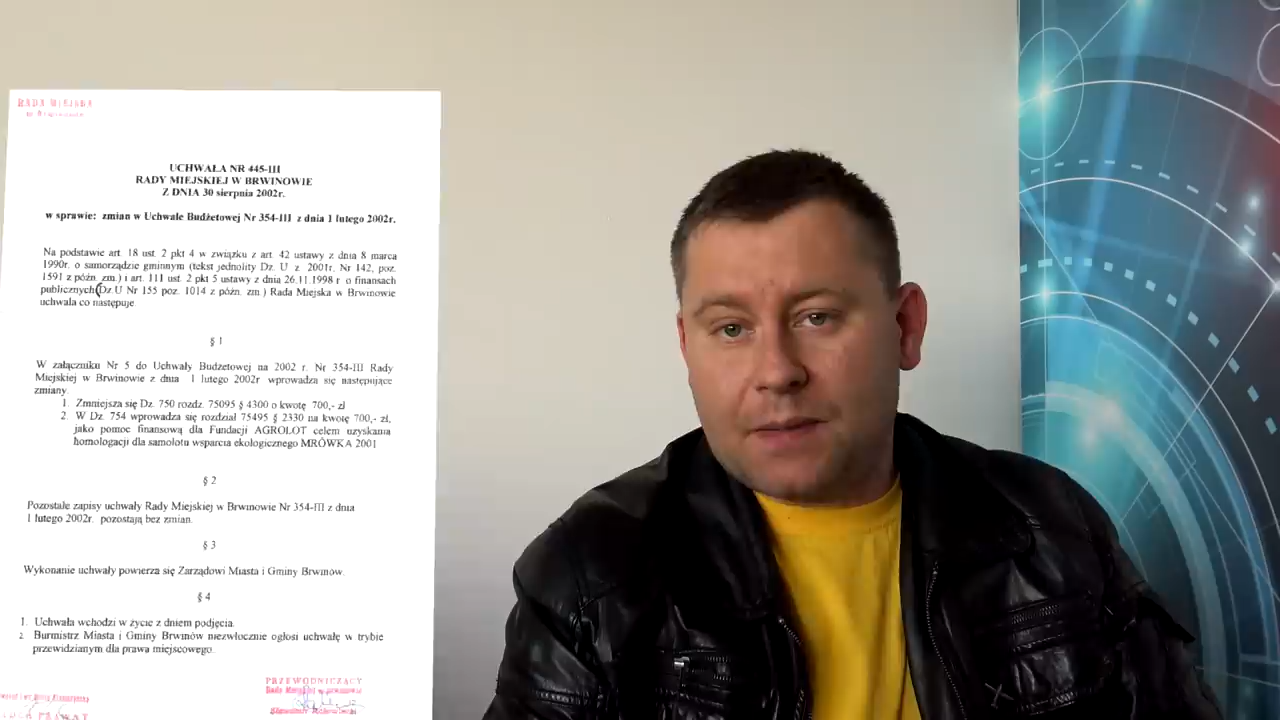 RADA MIEJSKA
w Brwinowie
UCHWAŁA NR 445-III
RADY MIEJSKIEJ W BRWINOWIE
Z DNIA 30 sierpnia 2002r.
w sprawie: zmian w Uchwale Budżetowej Nr 354-III z dnia 1 lutego 2002r.
Na podstawie art. 18 ust. 2 pkt 4 w związku z art. 42 ustawy z dnia 8 marca
1990r. o samorządzie gminnym (tekst jednolity Dz. U z 2001r. Nr 142, poz.
1591 z późn. zm.) i art. 111 ust. 2 pkt 5 ustawy z dnia 26.11.1998 r. o finansach
publicznych (Dz.U Nr 155 poz. 1014 z późn. zm.) Rada Miejska w Brwinowie
uchwala co następuje
§ 1
W załączniku Nr 5 do Uchwały Budżetowej na 2002 r. Nr 354-III Rady
Miejskiej w Brwinowie z dnia 1 lutego 2002r wprowadza się następujące
zmiany.
1. Zmniejsza się Dz. 750 rozdz. 75095 § 4300 o kwotę 700,- zł
2. W Dz. 754 wprowadza się rozdział 75495 § 2330 na kwotę 700,- zł,
jako pomoc finansową dla Fundacji AGROLOT celem uzyskania
homologacji dla samolotu wsparcia ekologicznego MRÓWKA 2001
§ 2
Pozostałe zapisy uchwały Rady Miejskiej w Brwinowie Nr 354-III z dnia
1 lutego 2002r. pozostają bez zmian.
§ 3
Wykonanie uchwały powierza się Zarządowi Miasta i Gminy Brwinów.
§ 4
1. Uchwała wchodzi w życie z dniem podjęcia.
2. Burmistrz Miasta i Gminy Brwinów niezwłocznie ogłosi uchwałę w trybie
przewidzianym dla prawa miejscowego.
PRZEWODNICZĄCY
Rady Miejskiej w Brwinowie